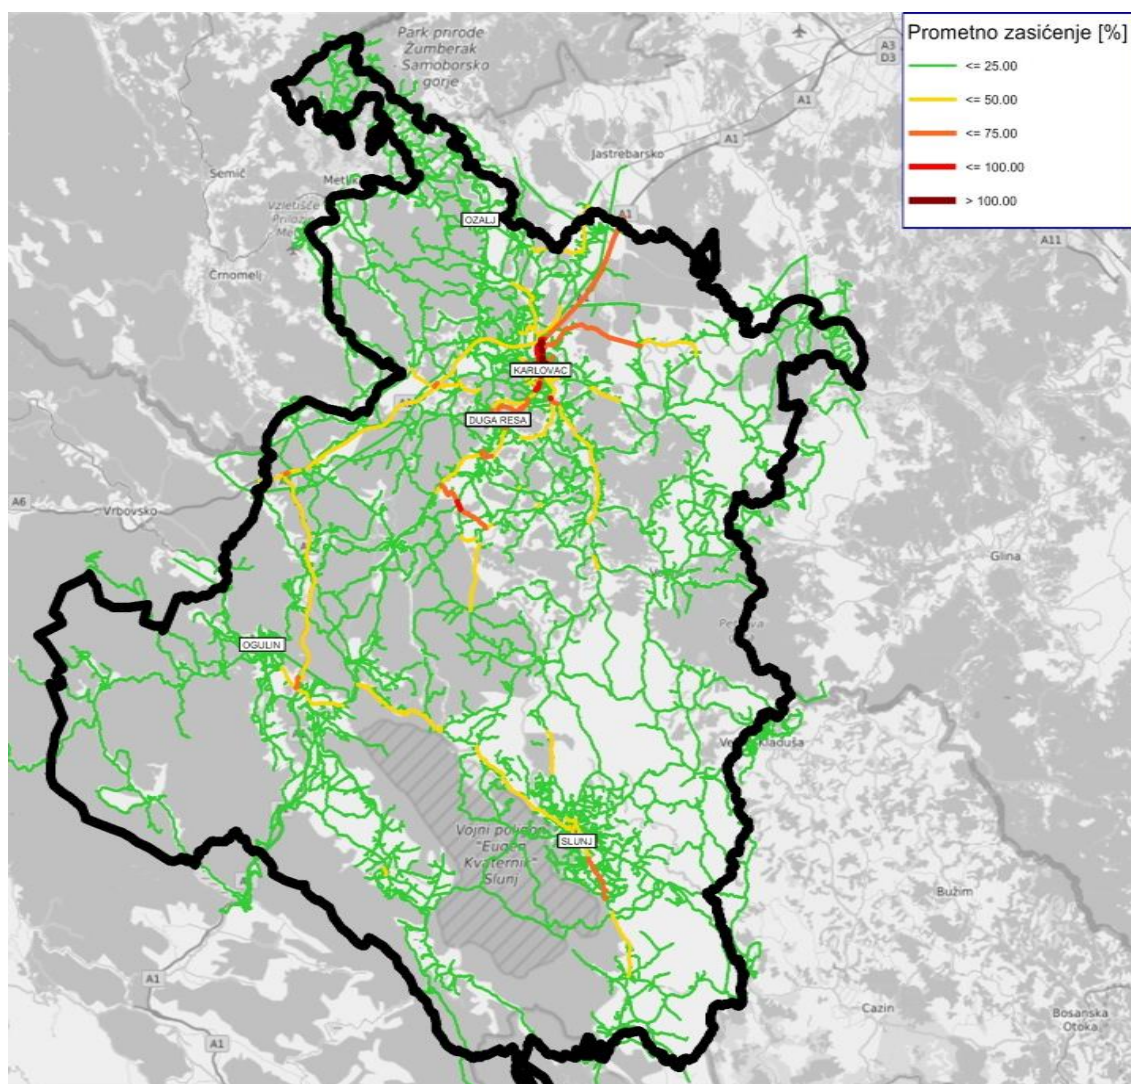 Prometno zasićenje [%]
<= 25.00
<= 50.00
<= 75.00
<= 100.00
> 100.00
Park prirode
Žumberak
- Samoborsko
gorje
A3
D3
A1
A1
Jastrebarsko
Semič
OZALJ
A1
A11
Črnomelj
KARLOVAC
DUGA RESA
A6
Vrbovsko
Glina
OGULIN
Vojni poligon
"Eugen
Kvaternik"
Slunj
SLUNJ
Bužim
A1
Cazin
Bosanska
Otoka
A1